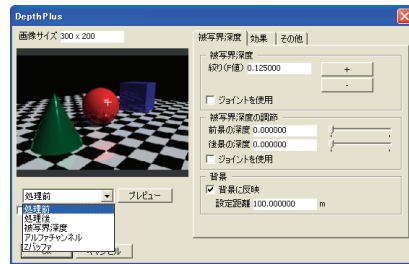 DepthPlus
画像サイズ 300 x 200
被写界深度 効果 その他
被写界深度
絞り(F値) 0.125000
+
-
ジョイントを使用
被写界深度の調節
前景の深度 0.000000
後景の深度 0.000000
ジョイントを使用
背景
背景に反映
設定距離 100.000000 m
処理前 プレビュー
処理前
処理後
被写界深度
アルファチャンネル
Zバッファ